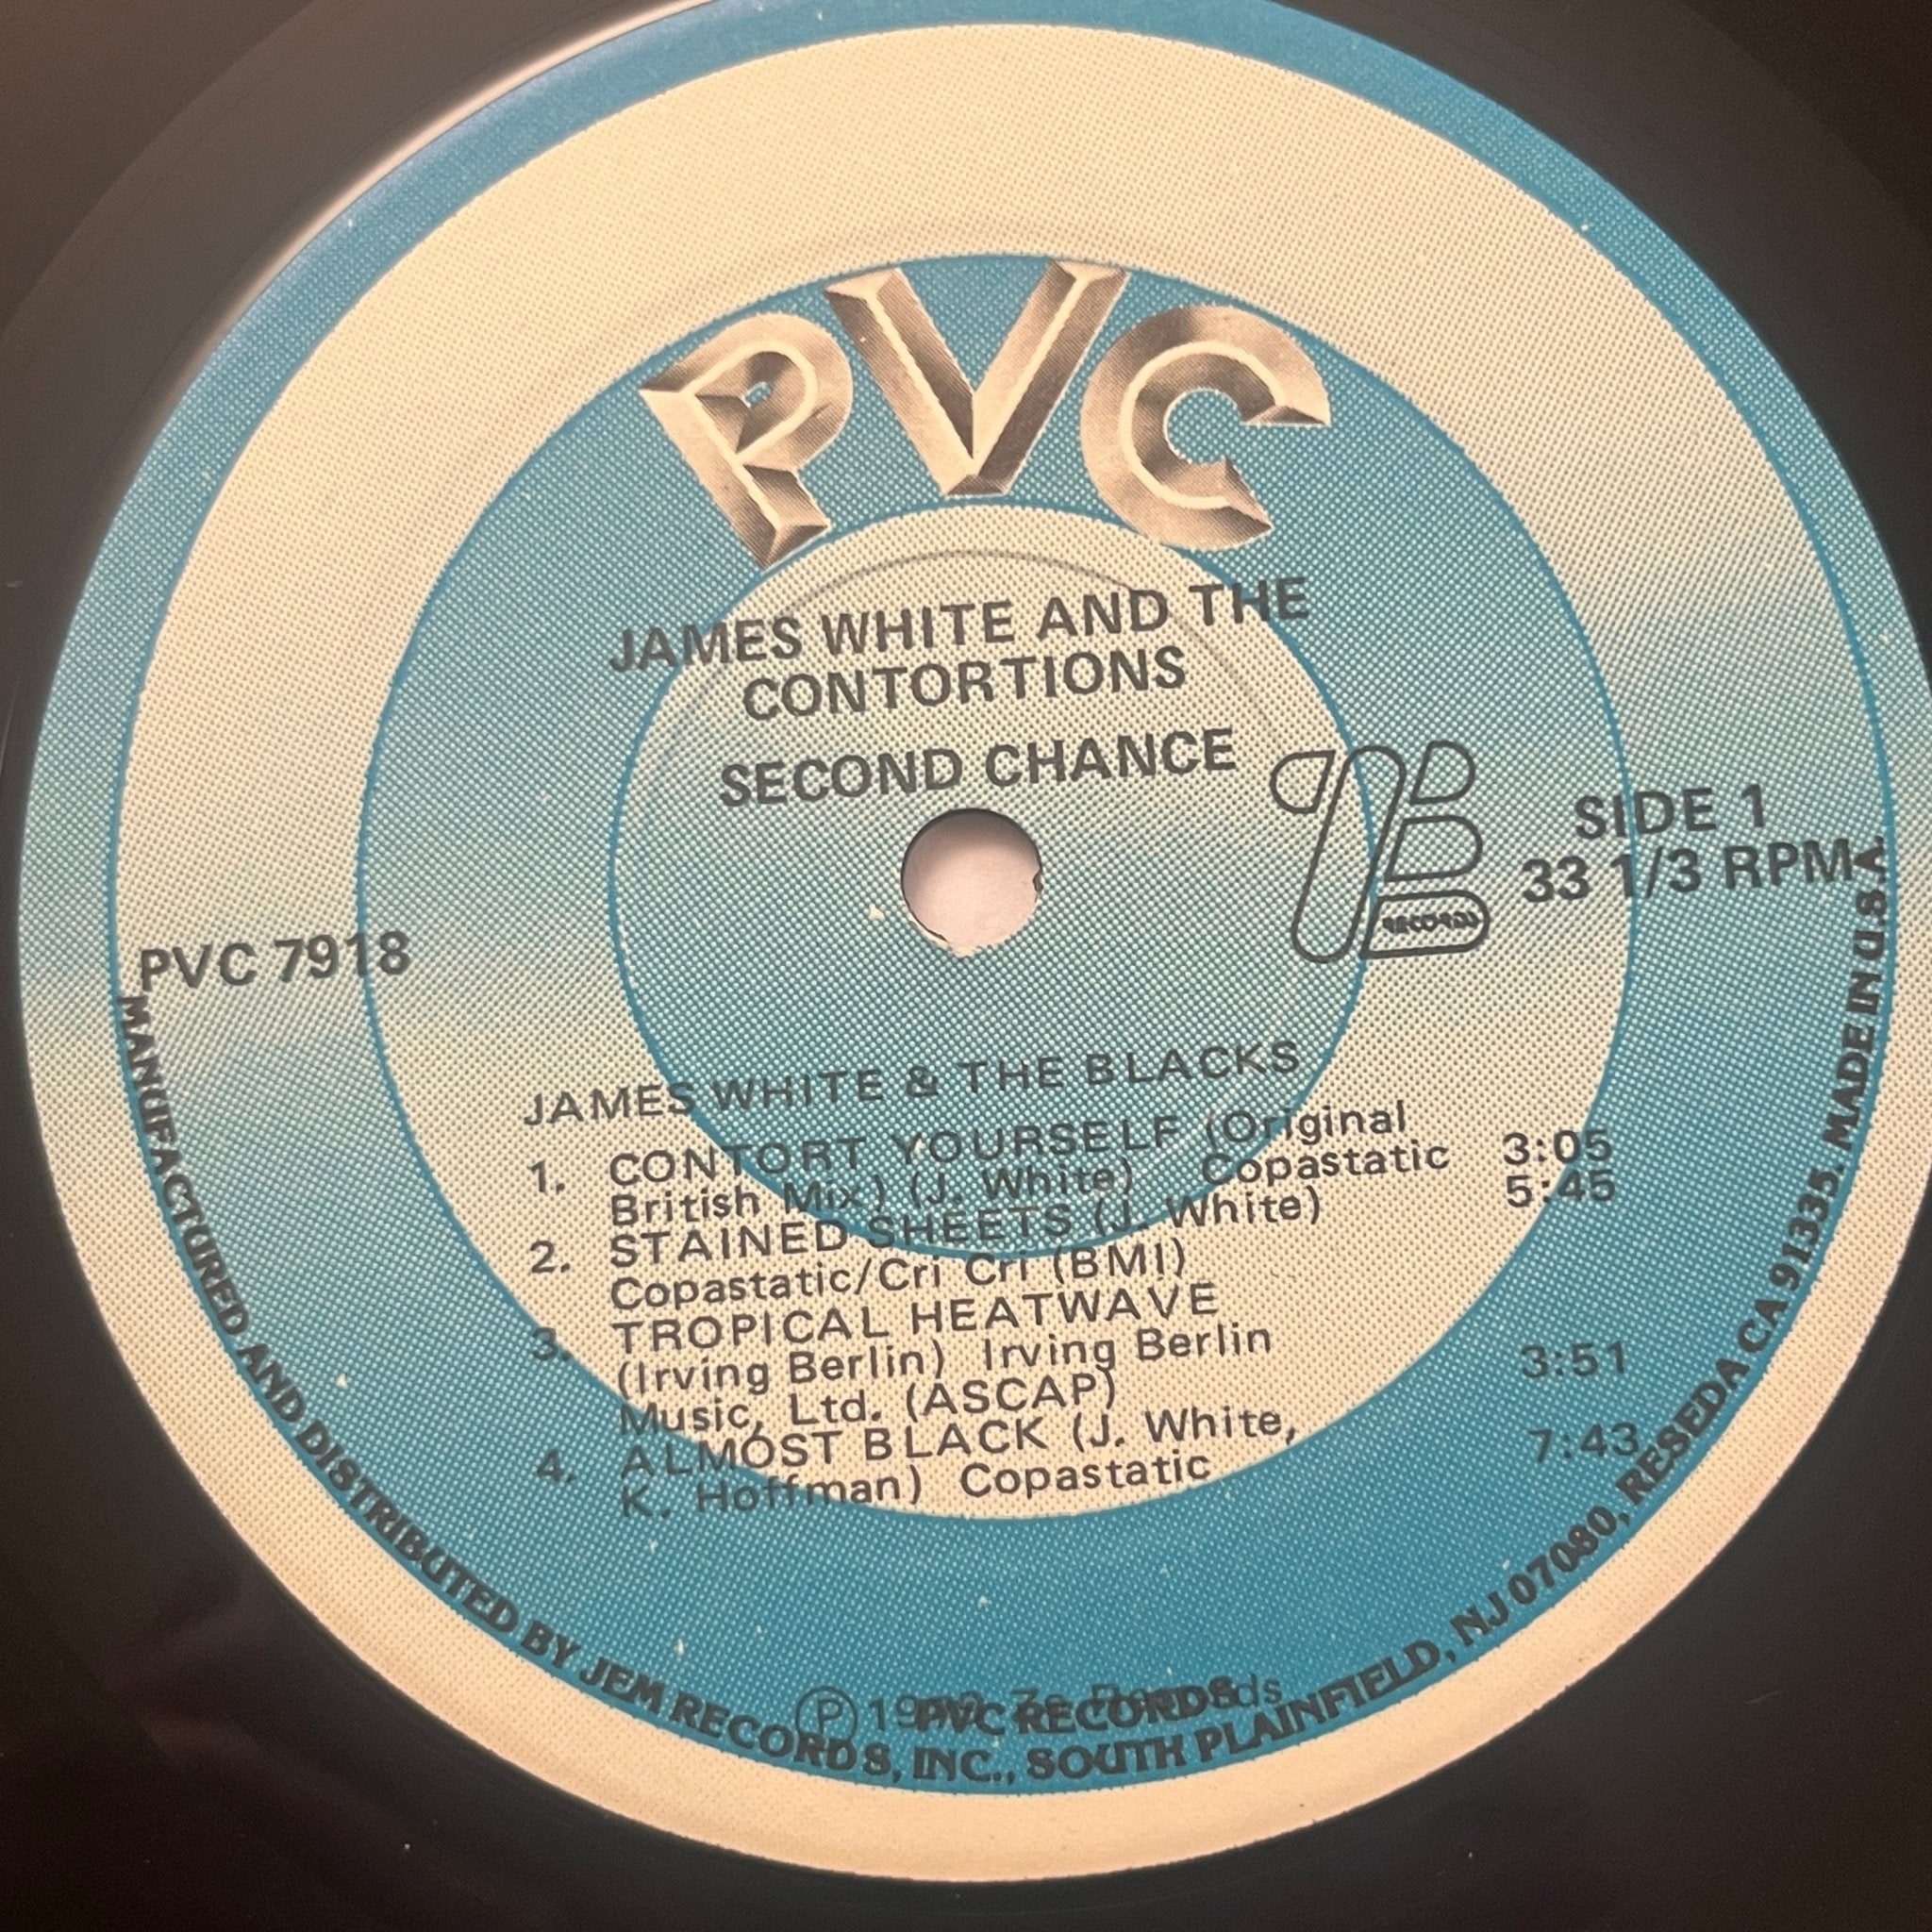 PVC
JAMES WHITE AND THE
CONTORTIONS
SECOND CHANCE
RECORDS
SIDE 1
33 1/3 RPM
PVC 7918
JAMES WHITE & THE BLACKS
1. CONTORT YOURSELF (Original
British Mix) (J. White) Copastatic 3:05
2. STAINED SHEETS (J. White) 5:45
Copastatic/Cri Cri (BMI)
3. TROPICAL HEATWAVE
(Irving Berlin) Irving Berlin
Music, Ltd. (ASCAP) 3:51
4. ALMOST BLACK (J. White,
K. Hoffman) Copastatic 7:43
Ⓟ Ze Records
PVC RECORDS
MANUFACTURED AND DISTRIBUTED BY JEM RECORDS, INC., SOUTH PLAINFIELD, NJ 07080, RESEDA CA 91335. MADE IN U.S.A.